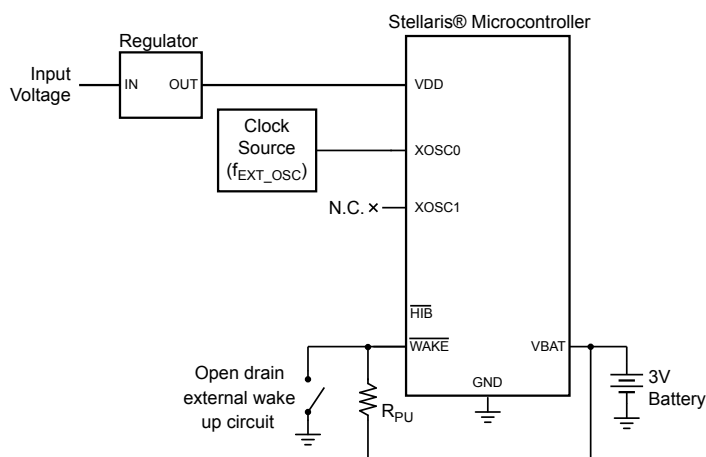 Stellaris® Microcontroller
Regulator
Input
Voltage
IN
OUT
VDD
Clock
Source
(fEXT_OSC)
XOSC0
N.C.
XOSC1
HIB
WAKE
VBAT
Open drain
external wake
up circuit
RPU
GND
3V
Battery